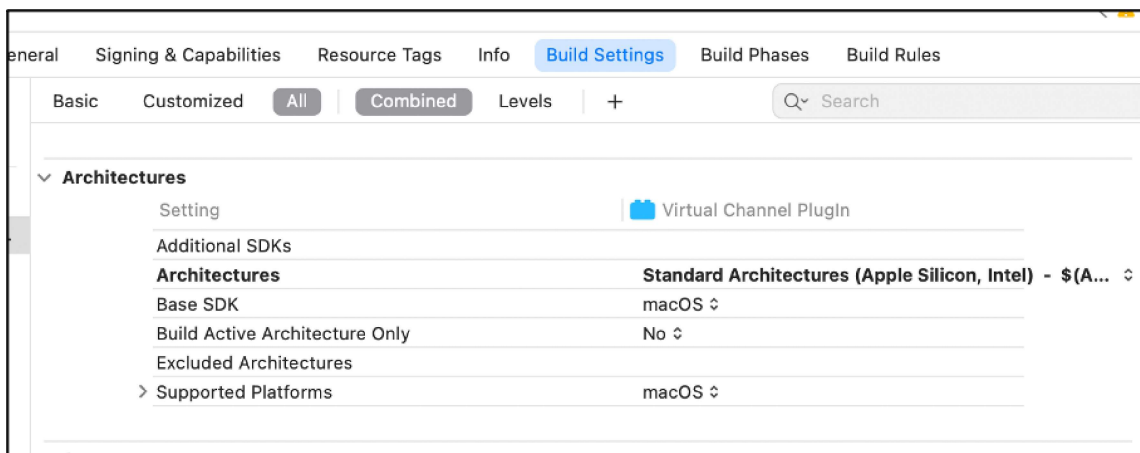 eneral Signing & Capabilities Resource Tags Info Build Settings Build Phases Build Rules
Basic Customized All Combined Levels + Search
Architectures
Setting Virtual Channel PlugIn
Additional SDKs
Architectures Standard Architectures (Apple Silicon, Intel) - $(A...
Base SDK macOS
Build Active Architecture Only No
Excluded Architectures
Supported Platforms macOS